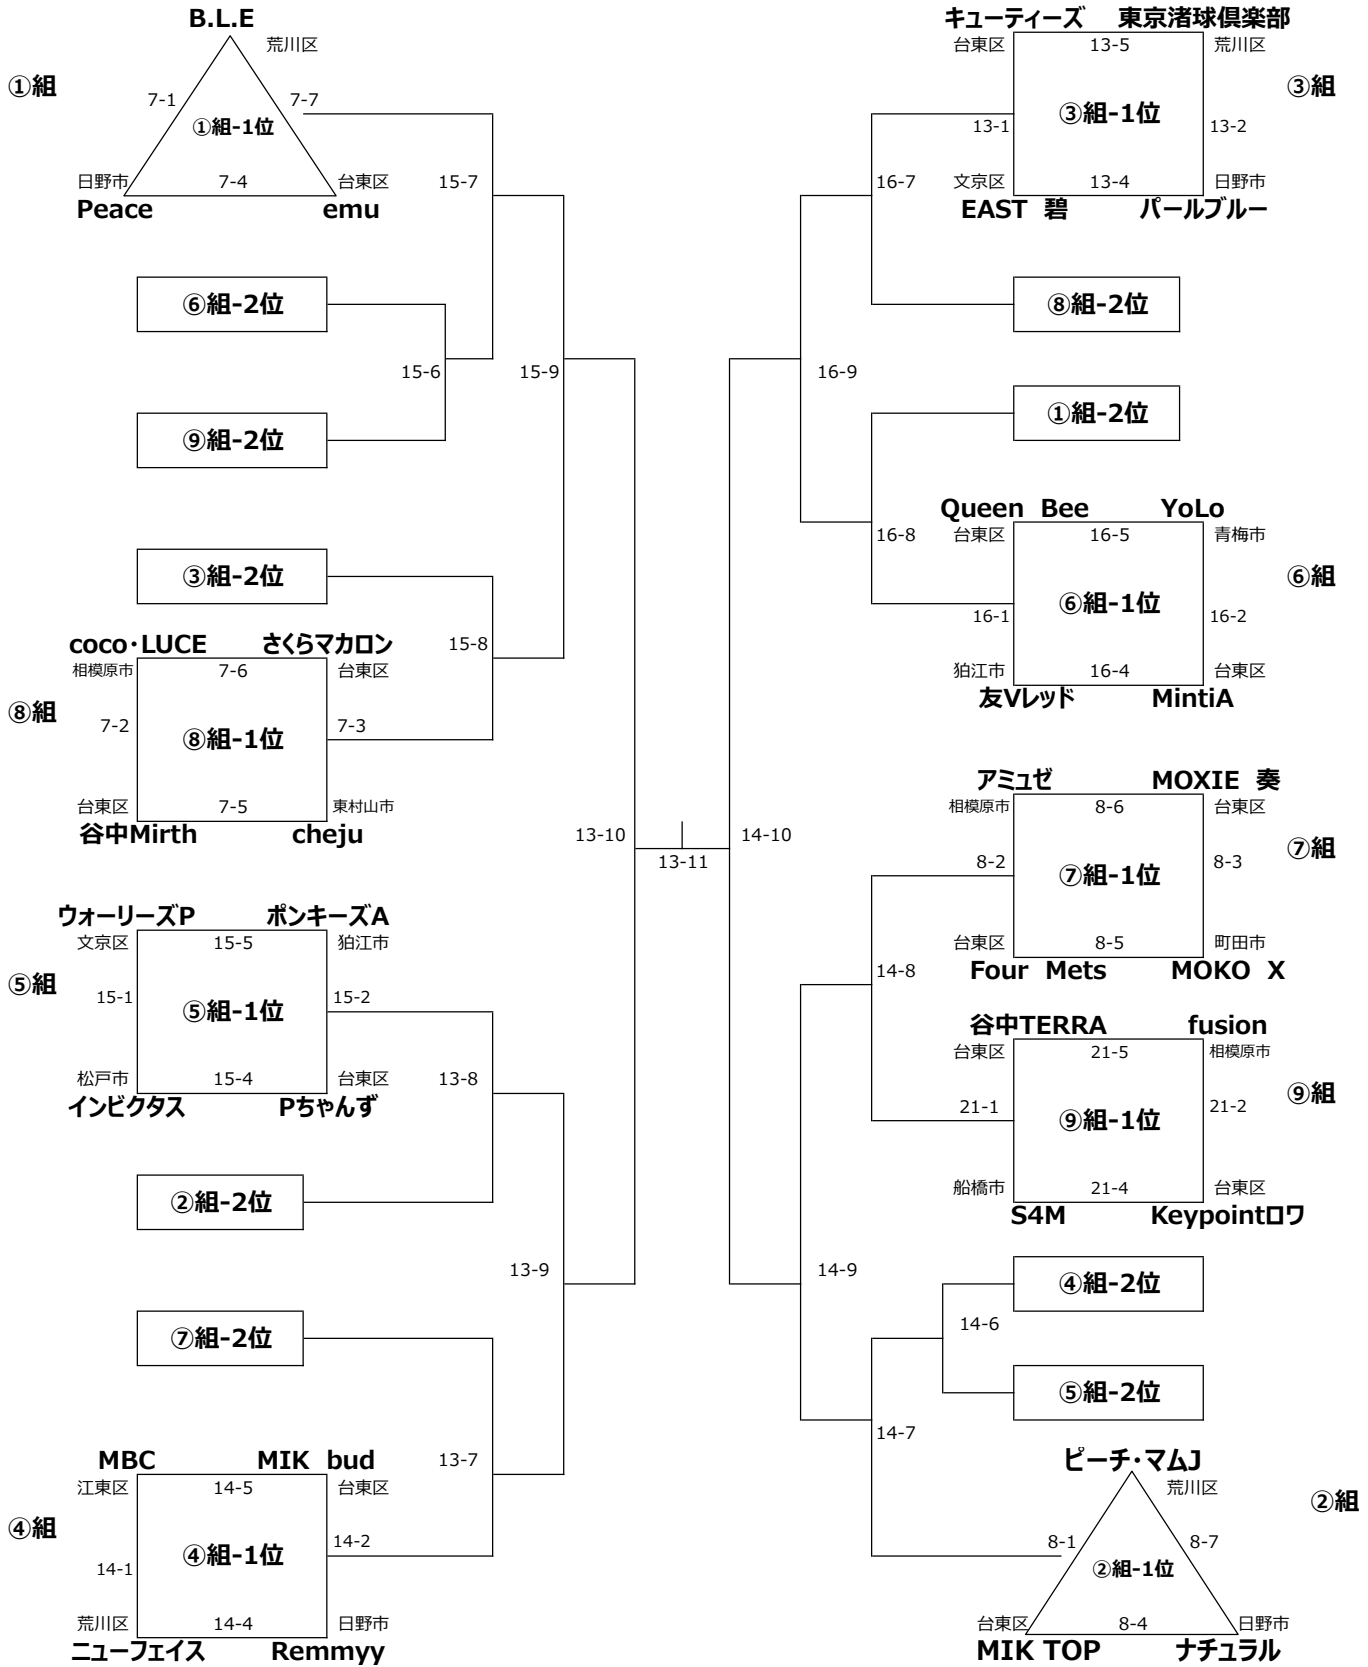 B.L.E
荒川区
①組
7-1
7-7
①組-1位
日野市
7-4
台東区
Peace
emu
15-7
⑥組-2位
15-6
15-9
⑨組-2位
③組-2位
coco・LUCE
さくらマカロン
15-8
相模原市
7-6
台東区
⑧組
7-2
⑧組-1位
7-3
台東区
7-5
東村山市
谷中Mirth
cheju
13-10
13-11
14-10
ウォーリーズP
ポンキーズA
文京区
15-5
狛江市
⑤組
15-1
⑤組-1位
15-2
松戸市
15-4
台東区
13-8
インビクタス
Pちゃんず
②組-2位
13-9
⑦組-2位
MBC
MIK bud
13-7
江東区
14-5
台東区
④組
14-1
④組-1位
14-2
荒川区
14-4
日野市
ニューフェイス
Remmyy
キューティーズ
東京渚球倶楽部
台東区
13-5
荒川区
③組
13-1
③組-1位
13-2
16-7
文京区
13-4
日野市
EAST 碧
パールブルー
⑧組-2位
16-9
①組-2位
Queen Bee
YoLo
16-8
台東区
16-5
青梅市
⑥組
16-1
⑥組-1位
16-2
狛江市
16-4
台東区
友Vレッド
MintiA
アミュゼ
MOXIE 奏
相模原市
8-6
台東区
⑦組
8-2
⑦組-1位
8-3
台東区
8-5
町田市
Four Mets
MOKO X
14-8
谷中TERRA
fusion
台東区
21-5
相模原市
⑨組
21-1
⑨組-1位
21-2
船橋市
21-4
台東区
S4M
Keypointロワ
14-9
④組-2位
14-6
⑤組-2位
14-7
ピーチ・マムJ
荒川区
②組
8-1
8-7
②組-1位
台東区
8-4
日野市
MIK TOP
ナチュラル